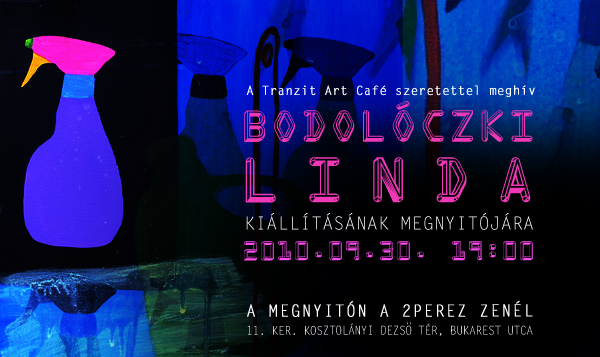 A Tranzit Art Café szeretettel meghív
BODOLÓCZKI
LINDA
KIÁLLÍTÁSÁNAK MEGNYITÓJÁRA
2010.09.30. 19:00
A MEGNYITÓN A 2PEREZ ZENÉL
11. KER. KOSZTOLÁNYI DEZSÖ TÉR, BUKAREST UTCA